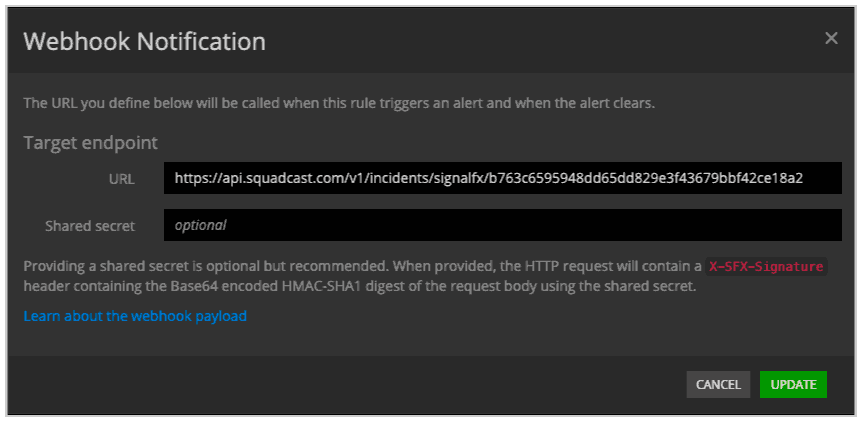 Webhook Notification
The URL you define below will be called when this rule triggers an alert and when the alert clears.
Target endpoint
URL https://api.squadcast.com/v1/incidents/signalfx/b763c6595948dd65dd829e3f43679bbf42ce18a2
Shared secret optional
Providing a shared secret is optional but recommended. When provided, the HTTP request will contain a X-SFX-Signature
header containing the Base64 encoded HMAC-SHA1 digest of the request body using the shared secret.
Learn about the webhook payload
CANCEL UPDATE